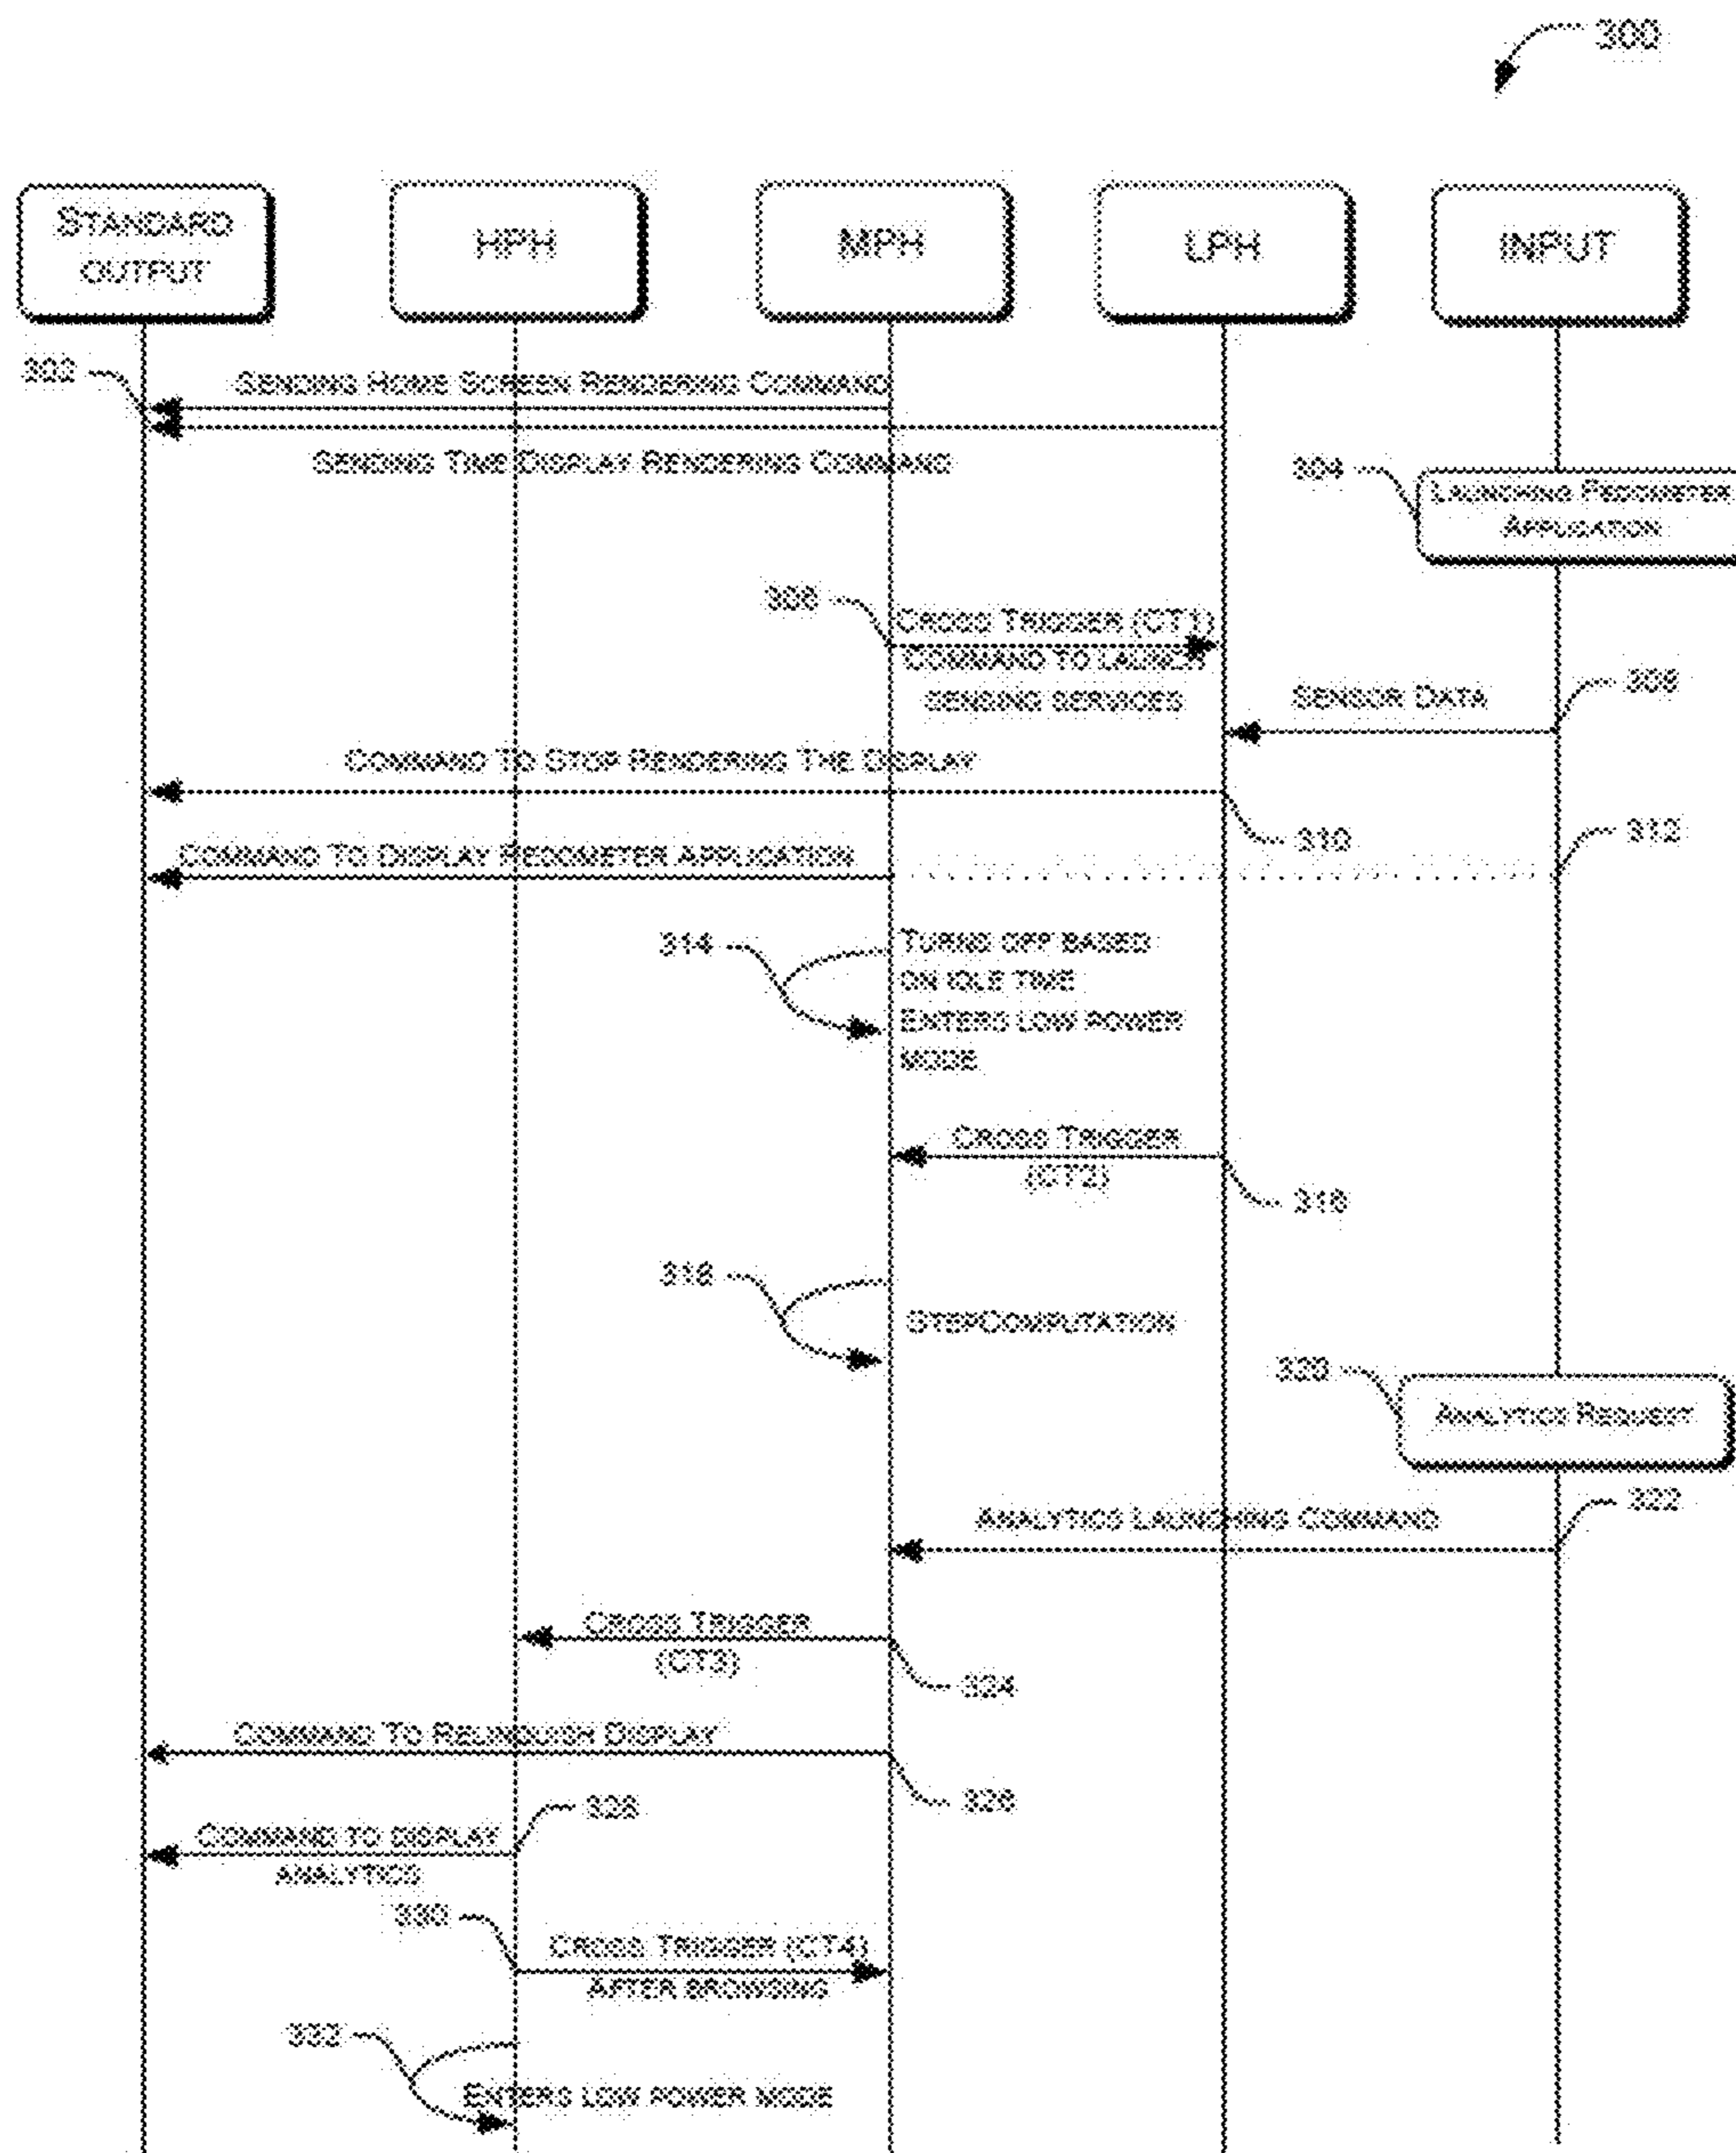 300
STANDARD
OUTPUT
HPH
MPH
LPH
INPUT
302
SENDING HOME SCREEN RENDERING COMMAND
SENDING TIME DISPLAY RENDERING COMMAND
304
LAUNCHING PEDOMETER
APPLICATION
306
CROSS TRIGGER (CT1)
COMMAND TO LAUNCH
SENSING SERVICES
308
SENSOR DATA
COMMAND TO STOP RENDERING THE DISPLAY
310
312
COMMAND TO DISPLAY PEDOMETER APPLICATION
314
TURNS OFF BASED
ON IDLE TIME
ENTERS LOW POWER
MODE
CROSS TRIGGER
(CT2)
316
318
STEPCOMPUTATION
320
ANALYTICS REQUEST
322
ANALYTICS LAUNCHING COMMAND
CROSS TRIGGER
(CT3)
324
COMMAND TO RELINQUISH DISPLAY
326
328
COMMAND TO DISPLAY
ANALYTICS
330
CROSS TRIGGER (CT4)
AFTER BROWSING
332
ENTERS LOW POWER MODE